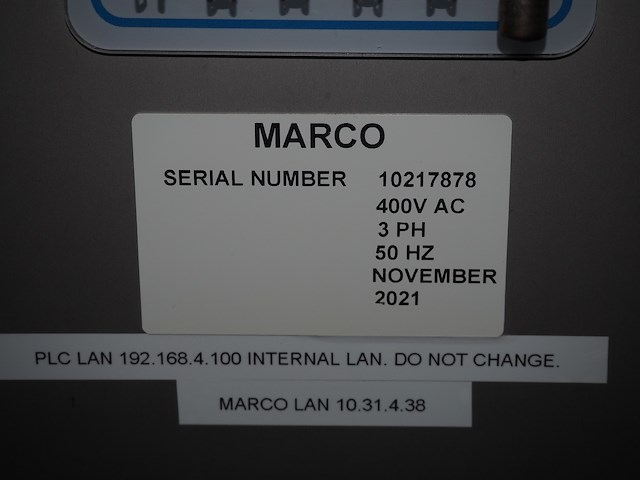 MARCO
SERIAL NUMBER 10217878
400V AC
3 PH
50 HZ
NOVEMBER
2021
PLC LAN 192.168.4.100 INTERNAL LAN. DO NOT CHANGE.
MARCO LAN 10.31.4.38